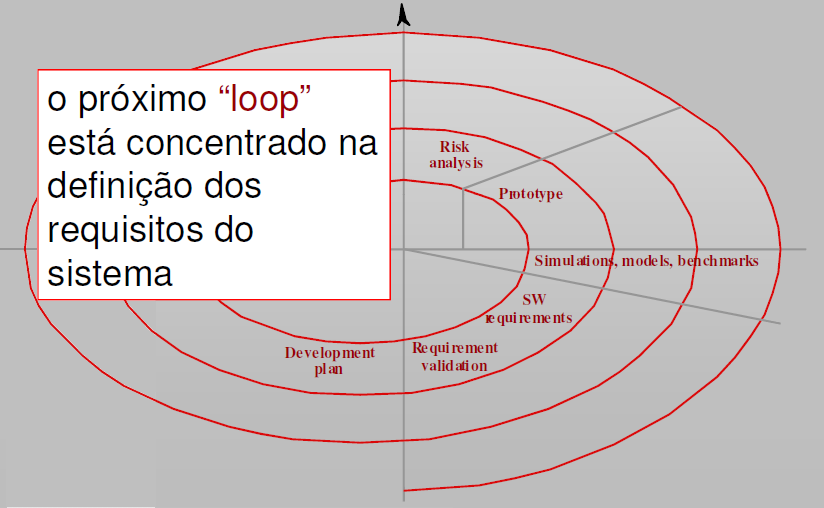 o próximo “loop”
está concentrado na
definição dos
requisitos do
sistema
Risk
analysis
Prototype
Simulations, models, benchmarks
SW
requirements
Development
plan
Requirement
validation